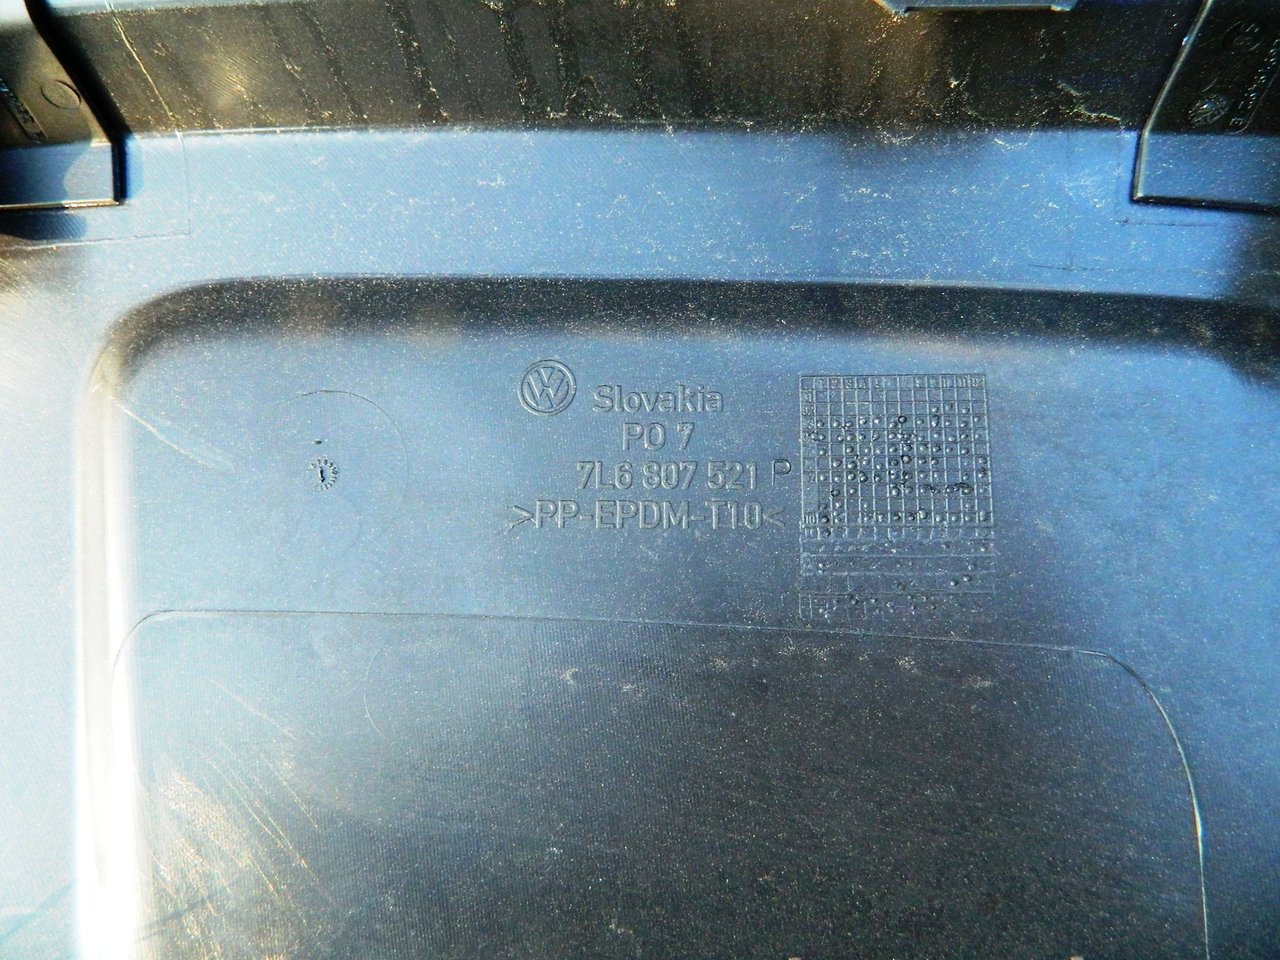 Slovakia
PO 7
7L6 807 521 P
>PP-EPDM-T10<